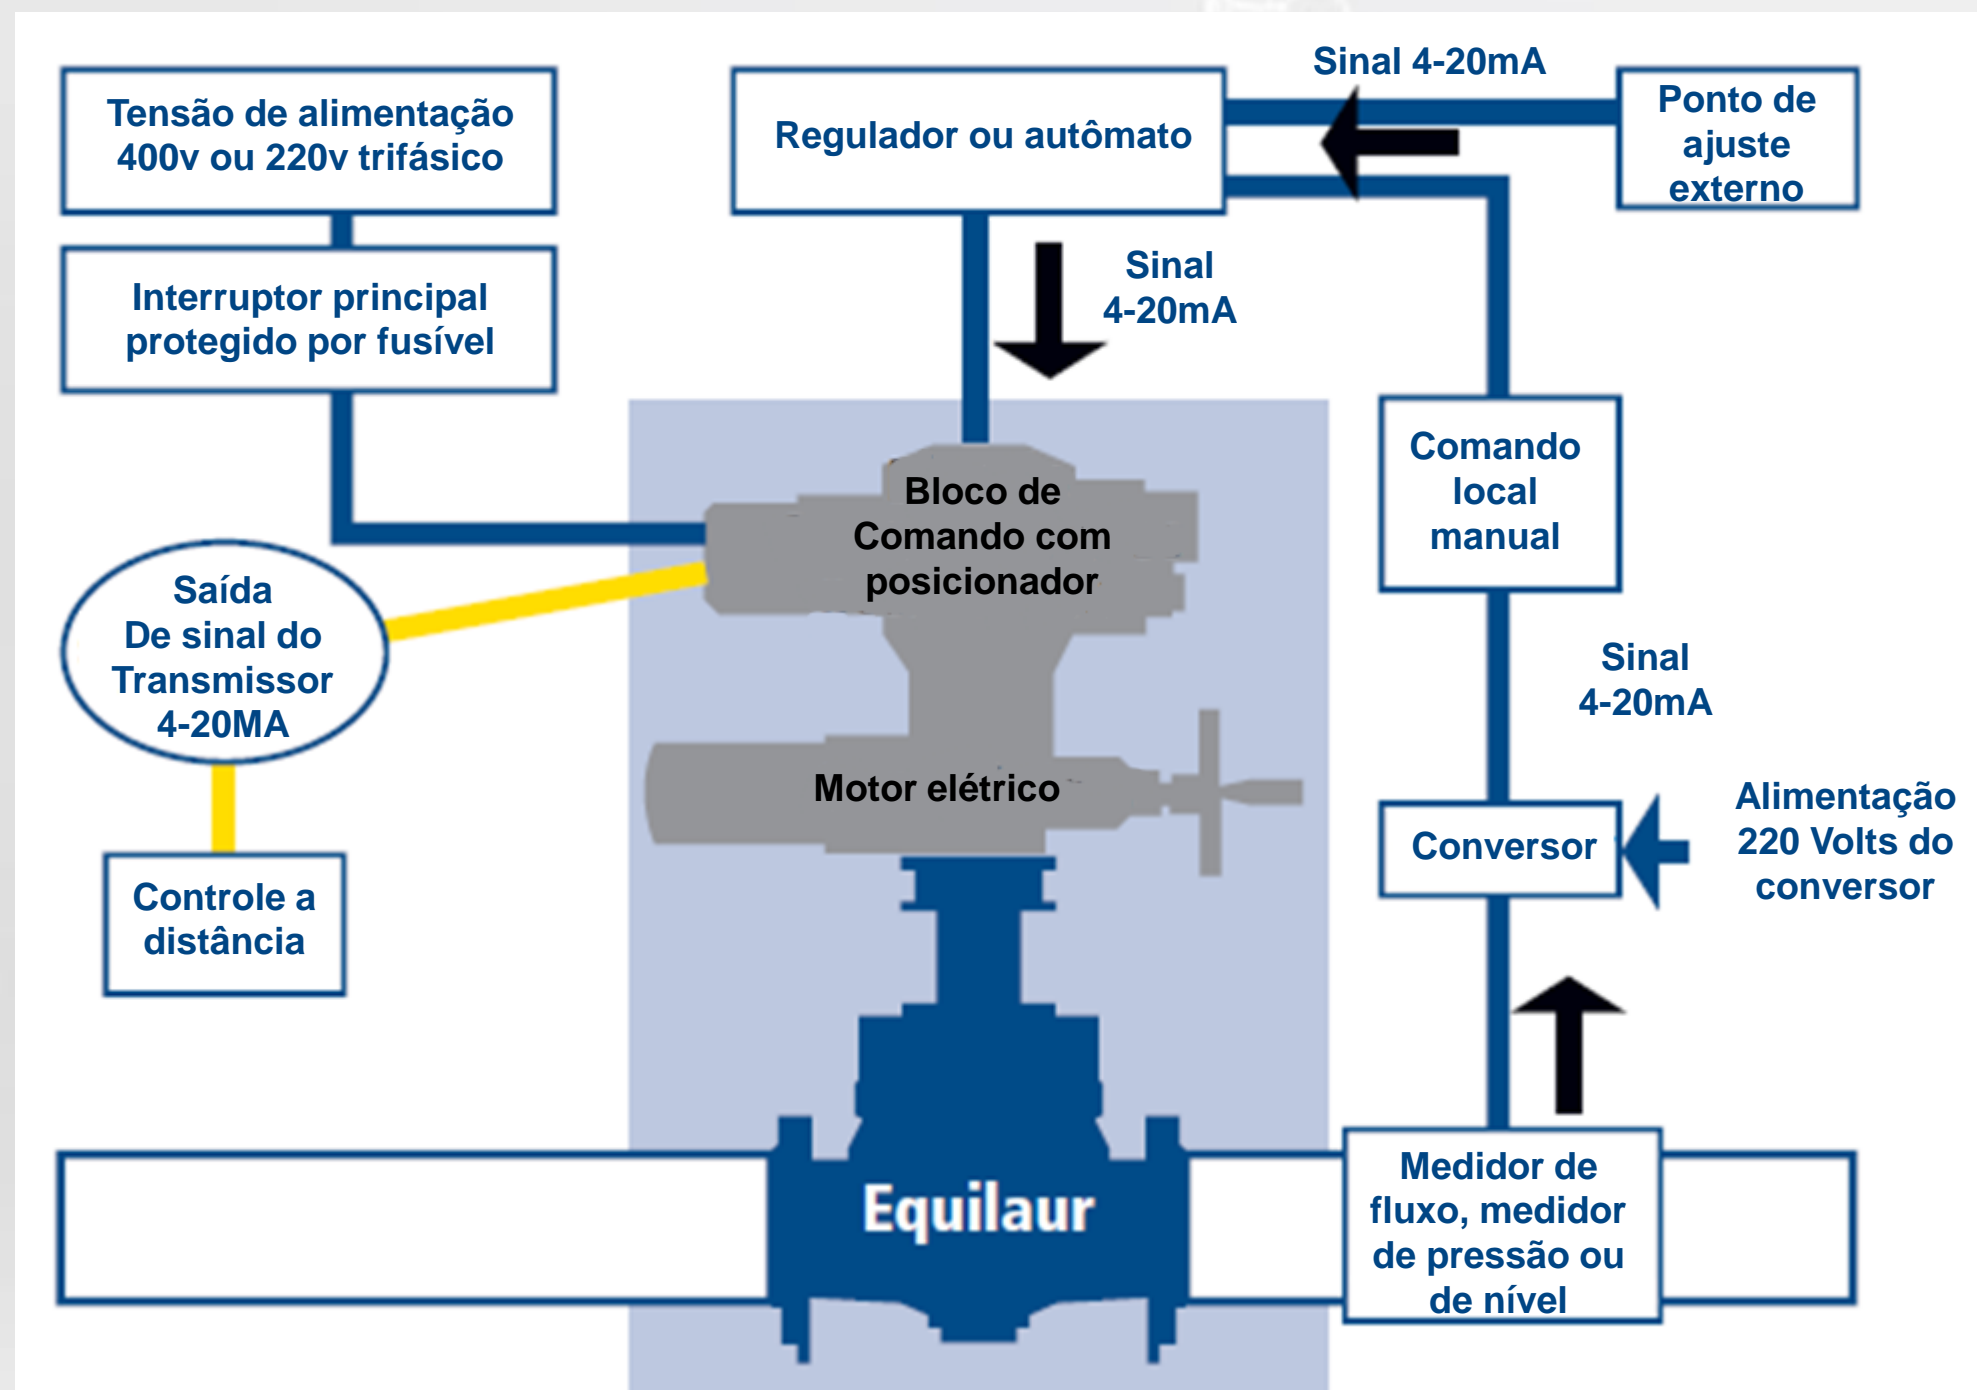 Tensão de alimentação
400v ou 220v trifásico
Interruptor principal
protegido por fusível
Regulador ou autômato
Sinal 4-20mA
Ponto de
ajuste
externo
Sinal
4-20mA
Bloco de
Comando com
posicionador
Comando
local
manual
Saída
De sinal do
Transmissor
4-20MA
Sinal
4-20mA
Motor elétrico
Conversor
Alimentação
220 Volts do
conversor
Controle a
distância
Equilaur
Medidor de
fluxo, medidor
de pressão ou
de nível